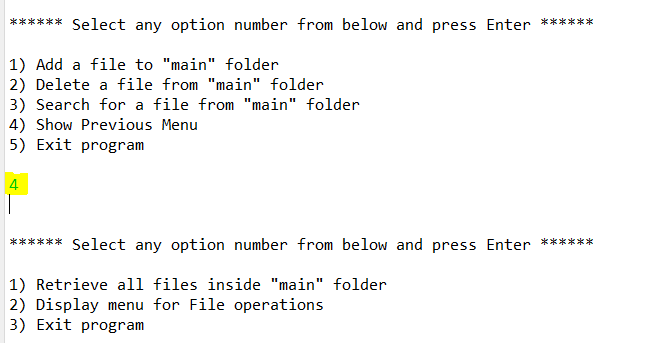 ****** Select any option number from below and press Enter ******
1) Add a file to "main" folder
2) Delete a file from "main" folder
3) Search for a file from "main" folder
4) Show Previous Menu
5) Exit program
4
****** Select any option number from below and press Enter ******
1) Retrieve all files inside "main" folder
2) Display menu for File operations
3) Exit program